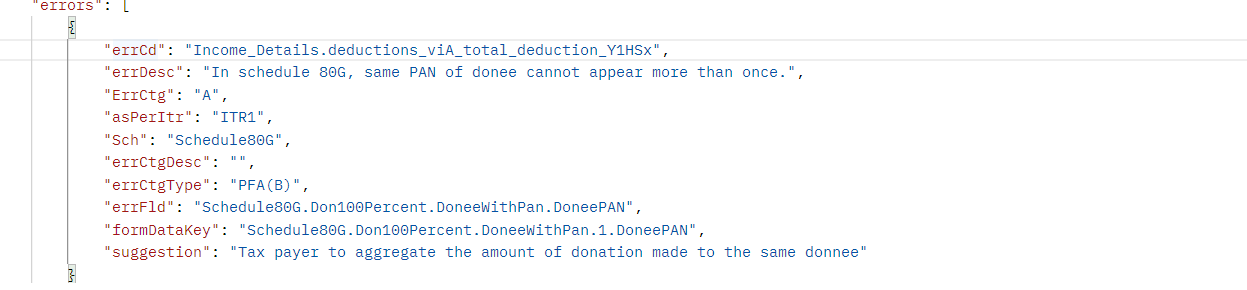 "errors": [
{
"errCd": "Income_Details.deductions_viA_total_deduction_Y1HSx",
"errDesc": "In schedule 80G, same PAN of donee cannot appear more than once.",
"ErrCtg": "A",
"asPerItr": "ITR1",
"Sch": "Schedule80G",
"errCtgDesc": "",
"errCtgType": "PFA(B)",
"errFld": "Schedule80G.Don100Percent.DoneeWithPan.DoneePAN",
"formDataKey": "Schedule80G.Don100Percent.DoneeWithPan.1.DoneePAN",
"suggestion": "Tax payer to aggregate the amount of donation made to the same donnee"
}